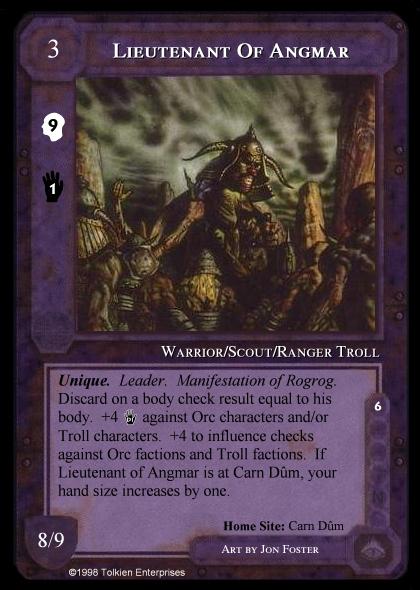 3
LIEUTENANT OF ANGMAR
9
1
WARRIOR/SCOUT/RANGER TROLL
Unique. Leader. Manifestation of Rogrog.
Discard on a body check result equal to his
body. +4 against Orc characters and/or
Troll characters. +4 to influence checks
against Orc factions and Troll factions. If
Lieutenant of Angmar is at Carn Dûm, your
hand size increases by one.
6
Home Site: Carn Dûm
8/9
ART BY JON FOSTER
©1998 Tolkien Enterprises